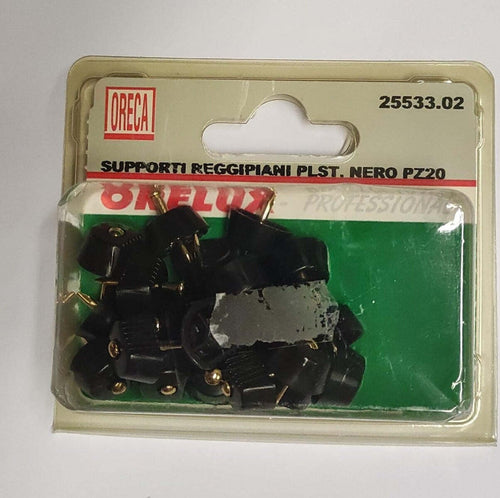 ORECA
25533.02
SUPPORTI REGGIPIANI PLST. NERO PZ20
ORELUX PROFESSIONAL